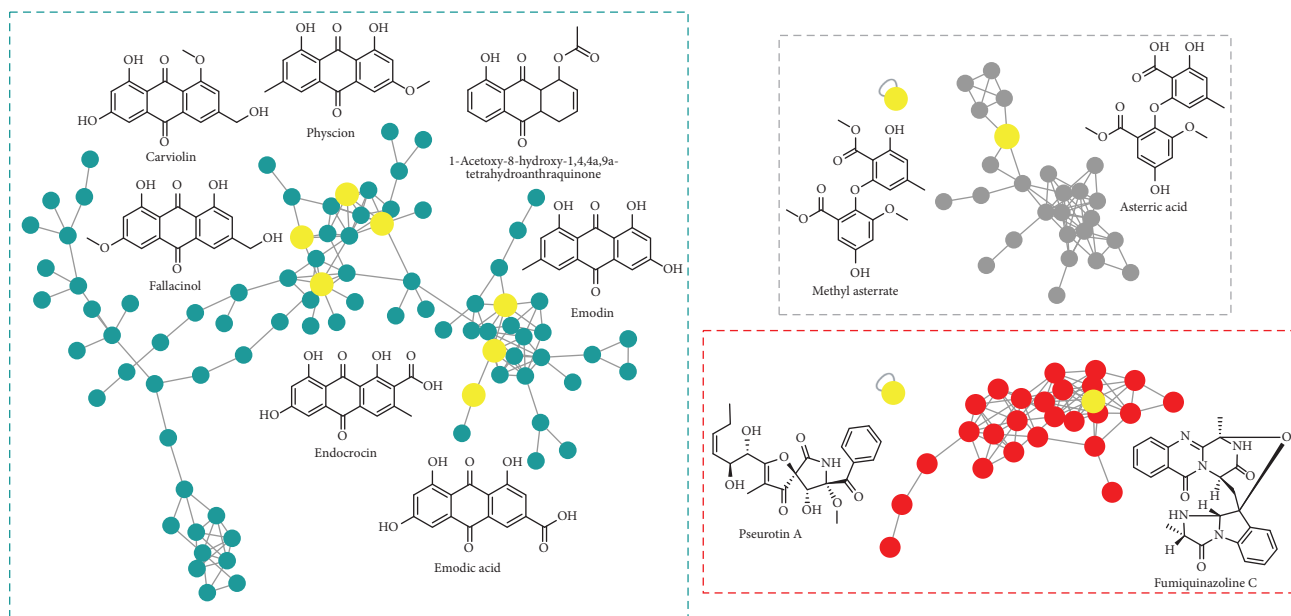 Carviolin
Physcion
1-Acetoxy-8-hydroxy-1,4,4a,9a-
tetrahydroanthraquinone
Fallacinol
Emodin
Endocrocin
Emodic acid
Methyl asterrate
Asterric acid
Pseurotin A
Fumiquinazoline C
OH
O
O
HO
O
OH
OH
O
OH
O
O
O
O
OH
O
O
OH
O
OH
O
O
OH
OH
O
OH
O
OH
OH
O
OH
O
OH
HO
O
OH
O
OH
HO
O
OH
O
O
O
OH
O
O
O
O
OH
OH
O
OH
O
O
O
O
OH
OH
OH
O
O
NH
O
OH
O
O
N
N
NH
O
O
O
H
HN
H
N
O
H